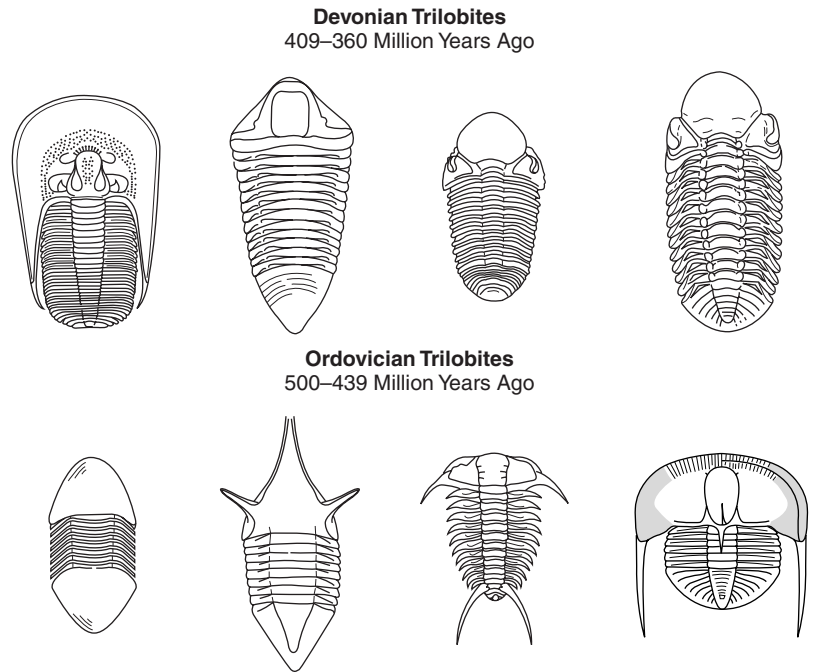 Devonian Trilobites
409–360 Million Years Ago
Ordovician Trilobites
500–439 Million Years Ago